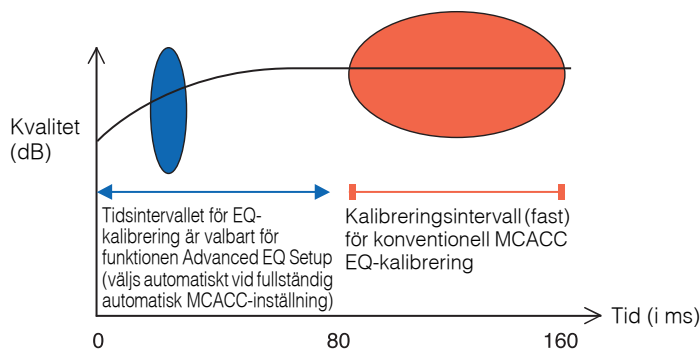 Kvalitet
(dB)
Tidsintervallet för EQ-
kalibrering är valbart för
funktionen Advanced EQ Setup
(väljs automatiskt vid fullständig
automatisk MCACC-inställning)
Kalibreringsintervall (fast)
för konventionell MCACC
EQ-kalibrering
Tid (i ms)
0
80
160